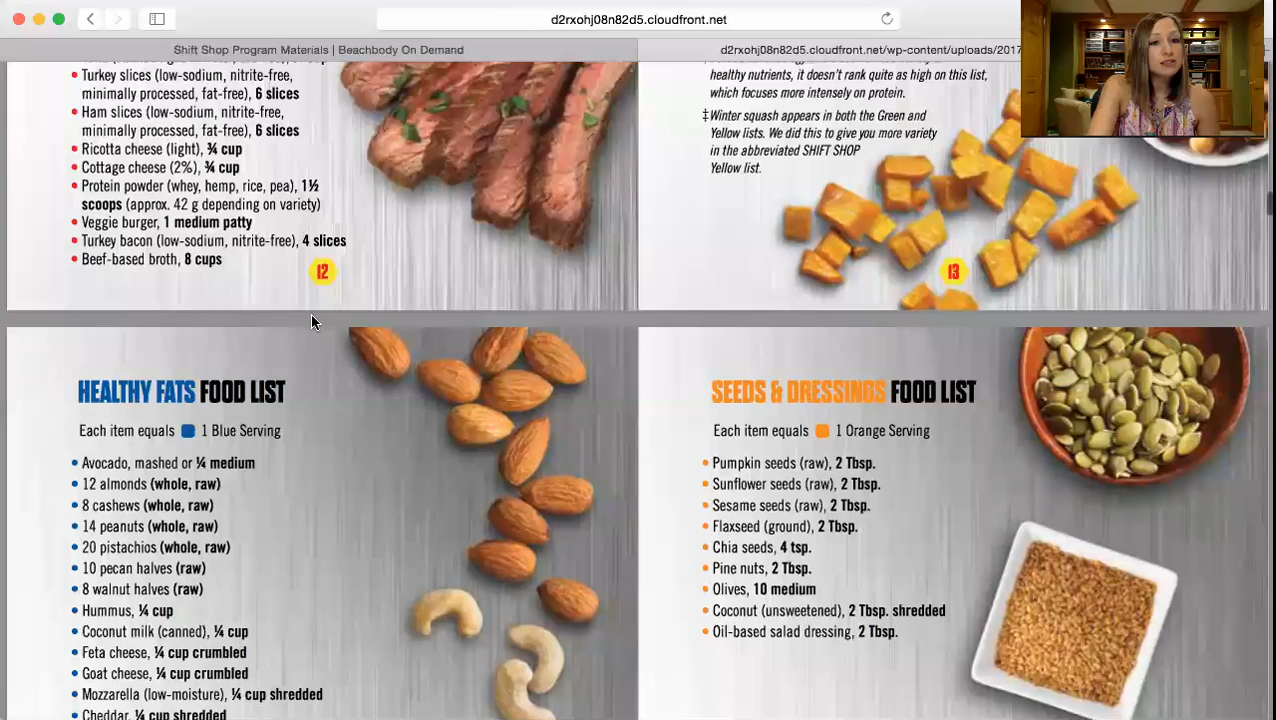 d2rxohj08n82d5.cloudfront.net
Shift Shop Program Materials | Beachbody On Demand
d2rxohj08n82d5.cloudfront.net/wp-content/uploads/2017
• Turkey slices (low-sodium, nitrite-free,
minimally processed, fat-free), 6 slices
• Ham slices (low-sodium, nitrite-free,
minimally processed, fat-free), 6 slices
• Ricotta cheese (light), ¾ cup
• Cottage cheese (2%), ¾ cup
• Protein powder (whey, hemp, rice, pea), 1½
scoops (approx. 42 g depending on variety)
• Veggie burger, 1 medium patty
• Turkey bacon (low-sodium, nitrite-free), 4 slices
• Beef-based broth, 8 cups
12
healthy nutrients, it doesn't rank quite as high on this list,
which focuses more intensely on protein.
‡Winter squash appears in both the Green and
Yellow lists. We did this to give you more variety
in the abbreviated SHIFT SHOP
Yellow list.
13
HEALTHY FATS FOOD LIST
Each item equals 1 Blue Serving
• Avocado, mashed or ¼ medium
• 12 almonds (whole, raw)
• 8 cashews (whole, raw)
• 14 peanuts (whole, raw)
• 20 pistachios (whole, raw)
• 10 pecan halves (raw)
• 8 walnut halves (raw)
• Hummus, ¼ cup
• Coconut milk (canned), ¼ cup
• Feta cheese, ¼ cup crumbled
• Goat cheese, ¼ cup crumbled
• Mozzarella (low-moisture), ¼ cup shredded
• Cheddar, ¼ cup shredded
SEEDS & DRESSINGS FOOD LIST
Each item equals 1 Orange Serving
• Pumpkin seeds (raw), 2 Tbsp.
• Sunflower seeds (raw), 2 Tbsp.
• Sesame seeds (raw), 2 Tbsp.
• Flaxseed (ground), 2 Tbsp.
• Chia seeds, 4 tsp.
• Pine nuts, 2 Tbsp.
• Olives, 10 medium
• Coconut (unsweetened), 2 Tbsp. shredded
• Oil-based salad dressing, 2 Tbsp.